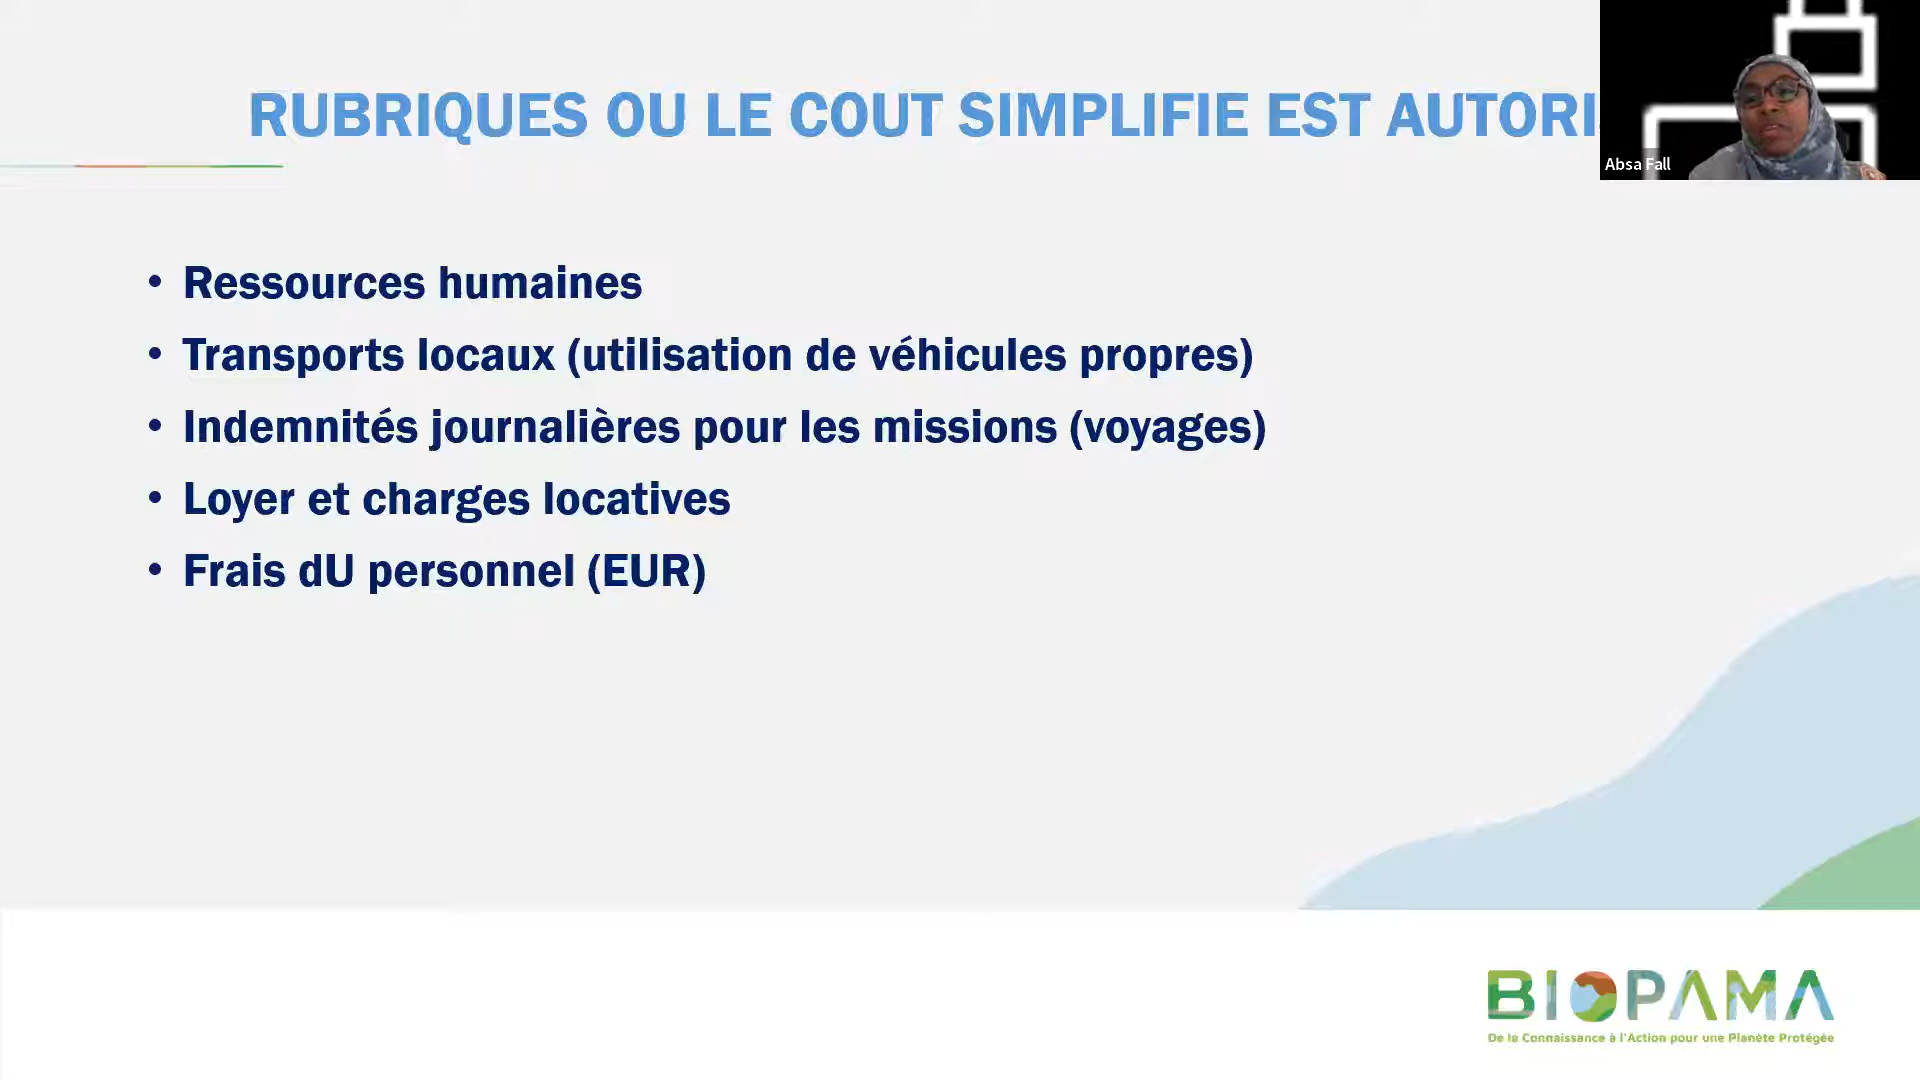 RUBRIQUES OU LE COUT SIMPLIFIE EST AUTORI
Absa Fall
• Ressources humaines
• Transports locaux (utilisation de véhicules propres)
• Indemnités journalières pour les missions (voyages)
• Loyer et charges locatives
• Frais dU personnel (EUR)
BIOPAMA
De la Connaissance à l'Action pour une Planète Protégée